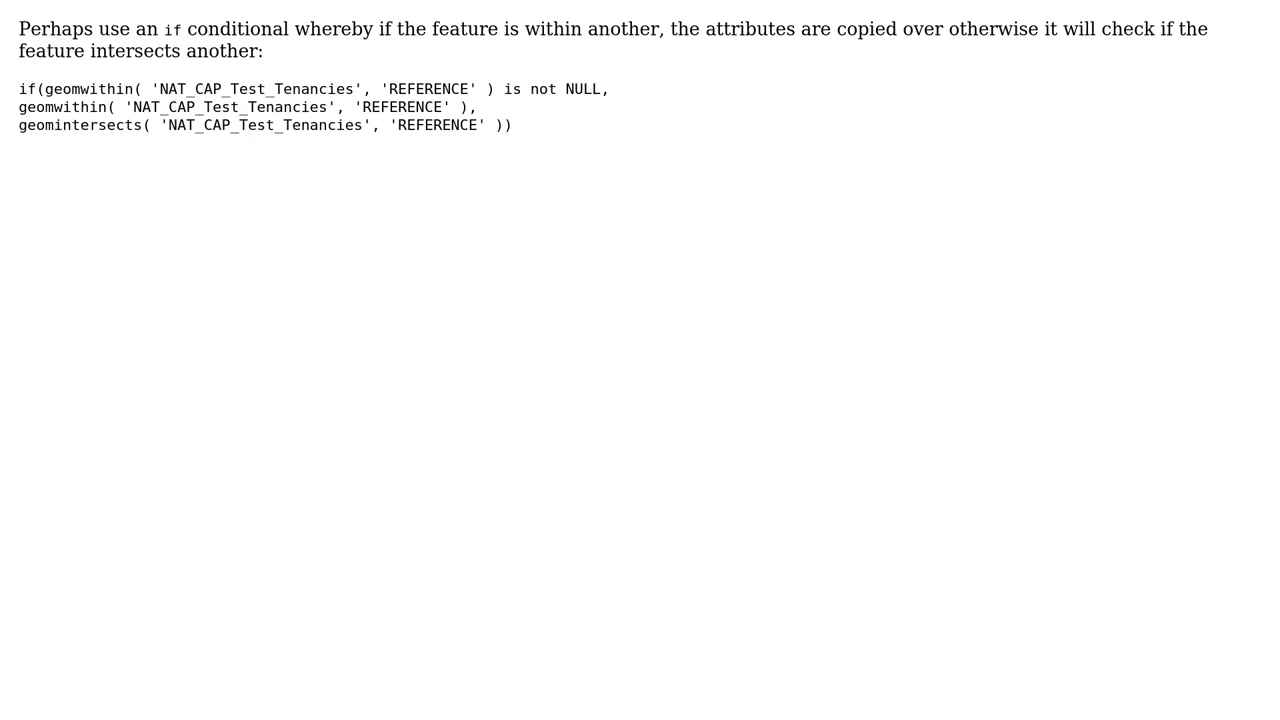 Perhaps use an if conditional whereby if the feature is within another, the attributes are copied over otherwise it will check if the
feature intersects another:
if(geomwithin( 'NAT_CAP_Test_Tenancies', 'REFERENCE' ) is not NULL,
geomwithin( 'NAT_CAP_Test_Tenancies', 'REFERENCE' ),
geomintersects( 'NAT_CAP_Test_Tenancies', 'REFERENCE' ))